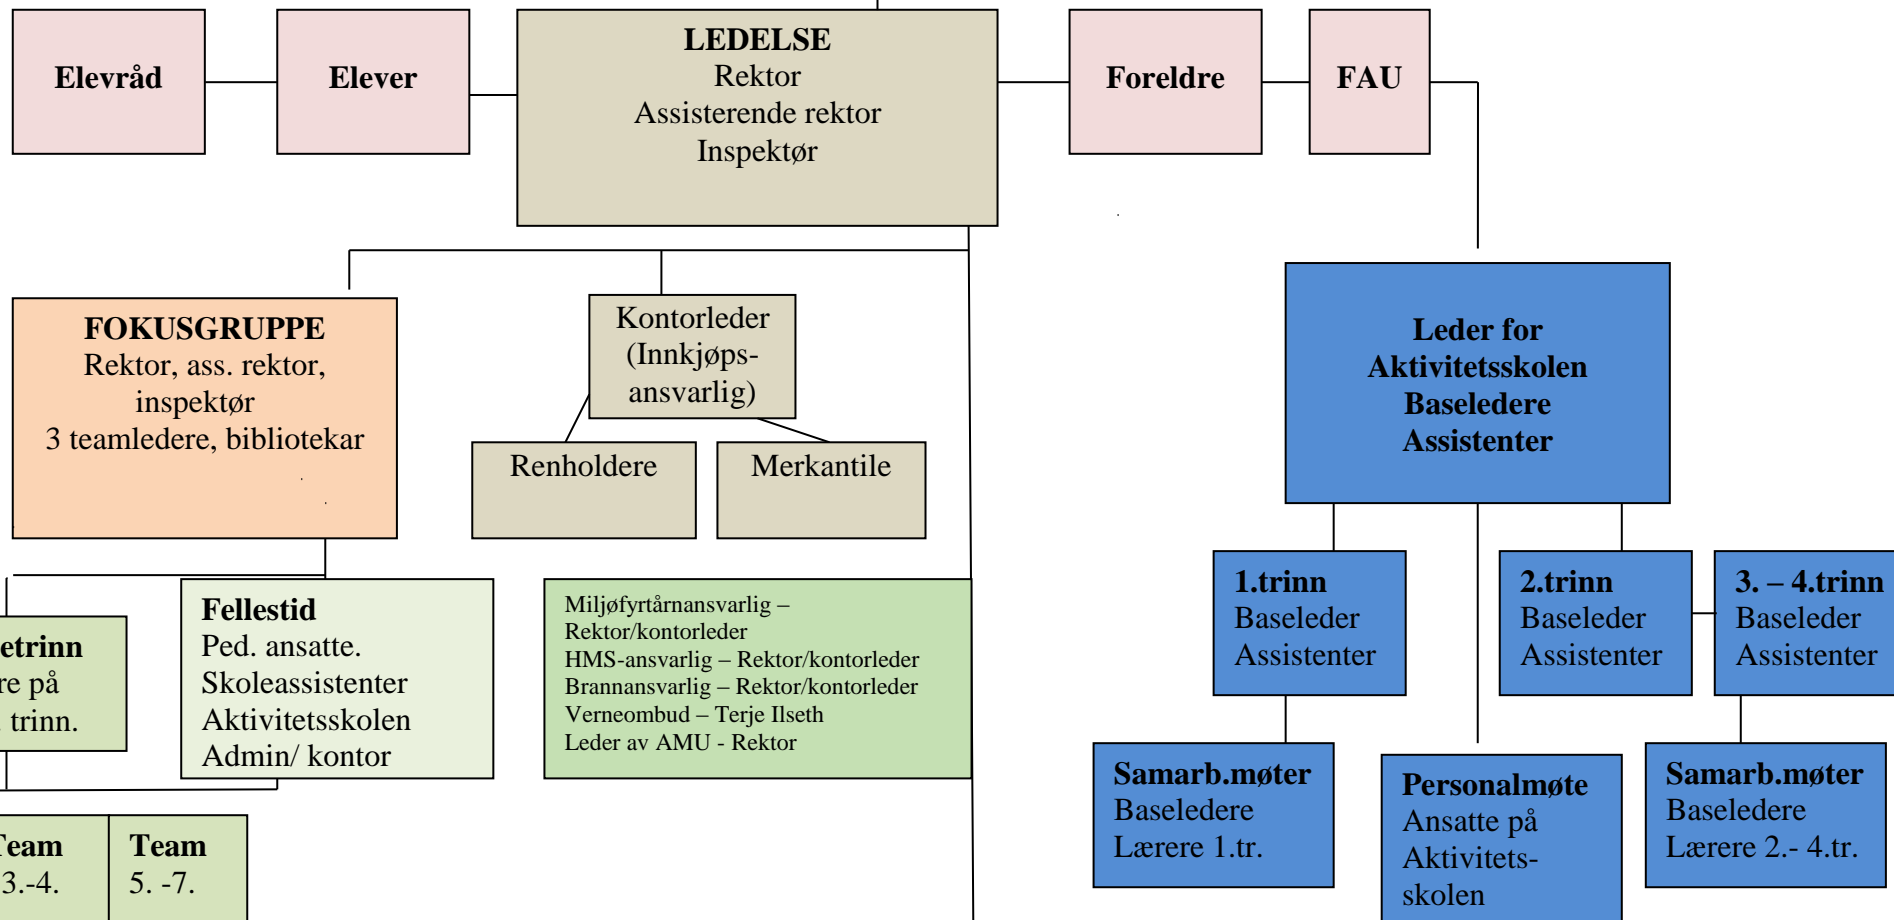 Elevråd
Elever
LEDELSE
Rektor
Assisterende rektor
Inspektør
Foreldre
FAU
FOKUSGRUPPE
Rektor, ass. rektor,
inspektør
3 teamledere, bibliotekar
Kontorleder
(Innkjøps-
ansvarlig)
Renholdere
Merkantile
Leder for
Aktivitetsskolen
Baseledere
Assistenter
etrinn
re på
trinn.
Fellestid
Ped. ansatte.
Skoleassistenter
Aktivitetsskolen
Admin/ kontor
Miljøfyrtårnansvarlig –
Rektor/kontorleder
HMS-ansvarlig – Rektor/kontorleder
Brannansvarlig – Rektor/kontorleder
Verneombud – Terje Ilseth
Leder av AMU - Rektor
1.trinn
Baseleder
Assistenter
2.trinn
Baseleder
Assistenter
3. – 4.trinn
Baseleder
Assistenter
Team
3.-4.
Team
5. -7.
Samarb.møter
Baseledere
Lærere 1.tr.
Personalmøte
Ansatte på
Aktivitets-
skolen
Samarb.møter
Baseledere
Lærere 2.- 4.tr.